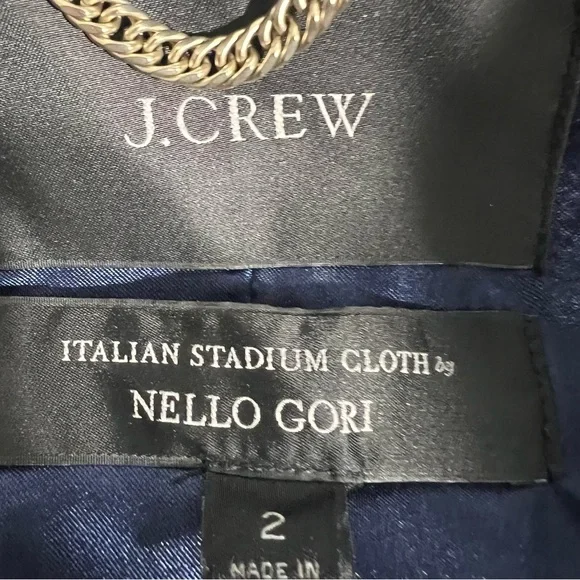 J.CREW
ITALIAN STADIUM CLOTH by
NELLO GORI
2
MADE IN